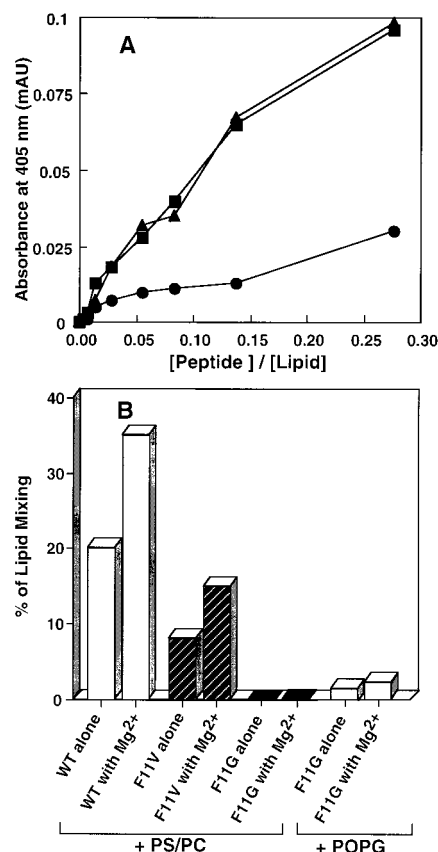 A
0.1
0.075
0.05
0.025
0
Absorbance at 405 nm (mAU)
0.00 0.05 0.10 0.15 0.20 0.25 0.30
[Peptide ] / [Lipid]
B
40
30
20
10
0
% of Lipid Mixing
WT alone
WT with Mg2+
F11V alone
F11V with Mg2+
F11G alone
F11G with Mg2+
F11G alone
F11G with Mg2+
+ PS/PC
+ POPG